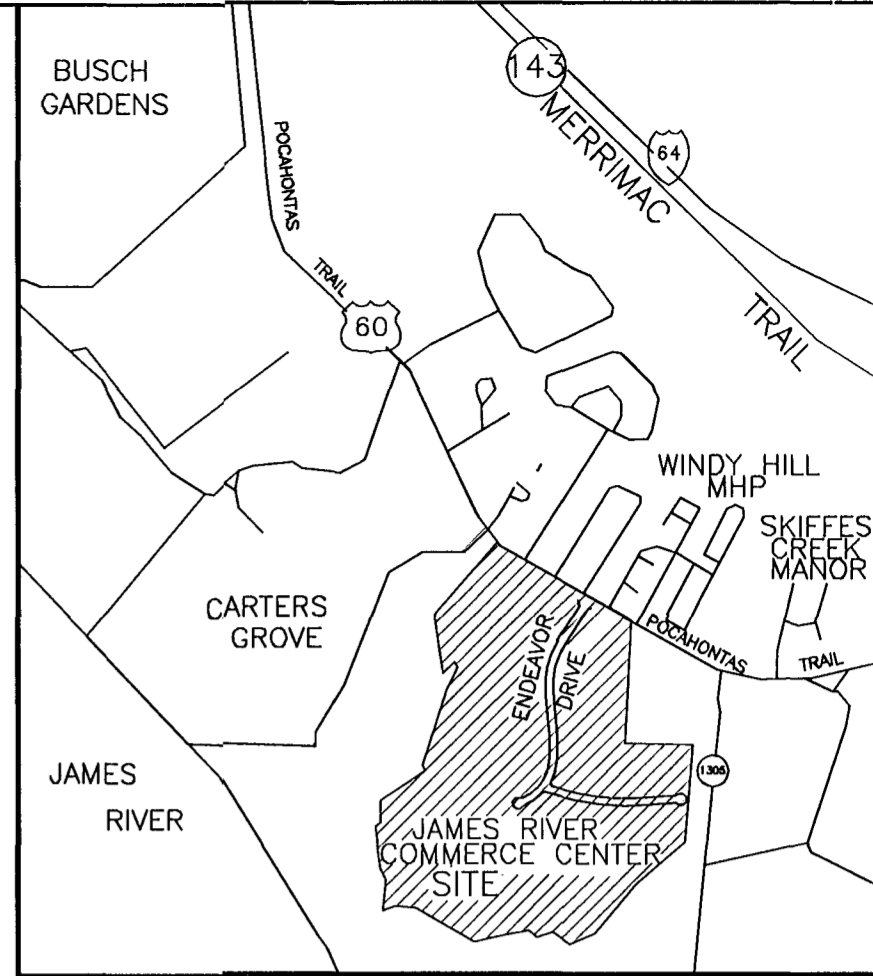 BUSCH
GARDENS
143
MERRIMAC
TRAIL
64
POCAHONTAS
TRAIL
60
WINDY HILL
MHP
SKIFFES
CREEK
MANOR
CARTERS
GROVE
ENDEAVOR
DRIVE
POCAHONTAS
TRAIL
JAMES
RIVER
1305
JAMES RIVER
COMMERCE CENTER
SITE